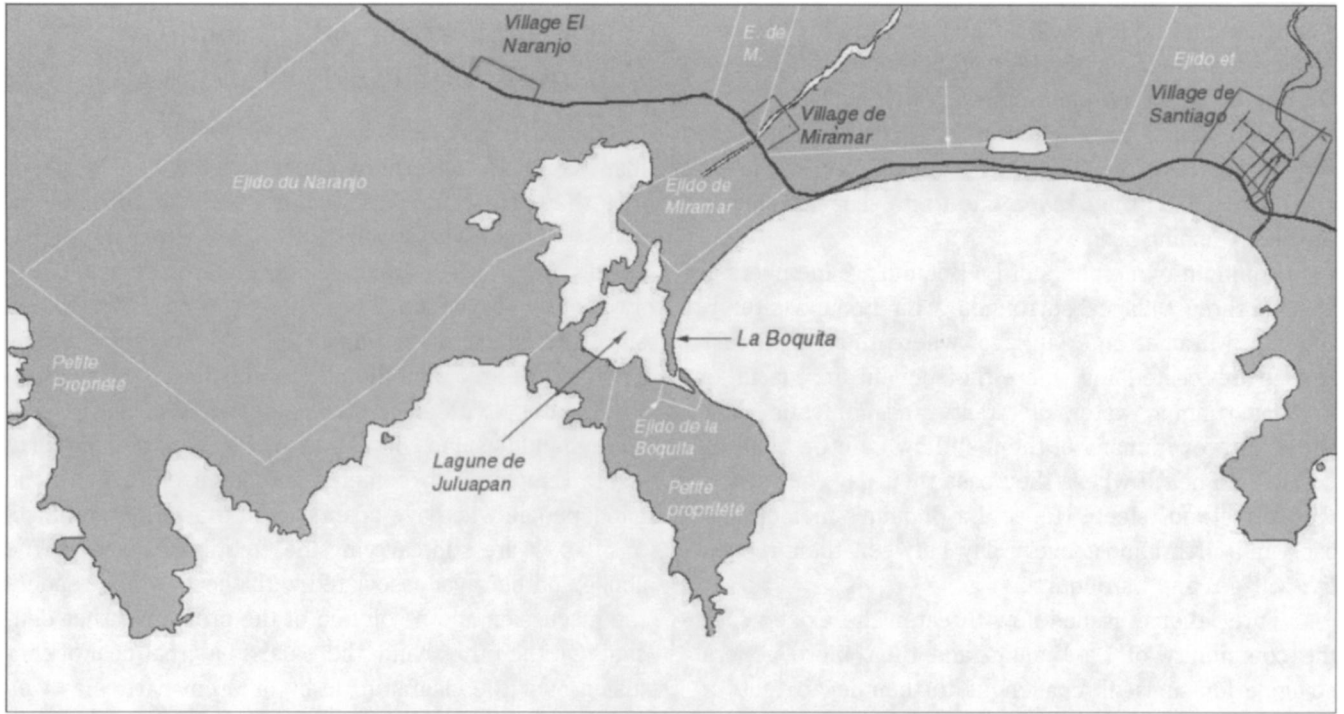 Village El
Naranjo
E. de
M.
Ejido et
Village de
Santiago
Village de
Miramar
Ejido du Naranjo
Ejido de
Miramar
La Boquita
Petite
Propriété
Ejido de la
Boquita
Lagune de
Juluapan
Petite
propriété